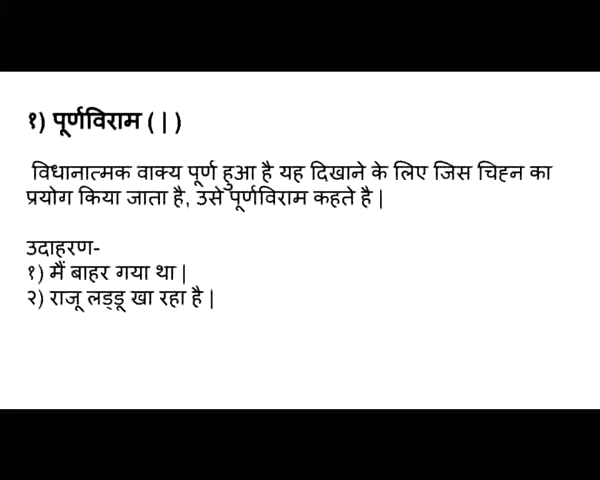 १) पूर्णविराम ( | )
विधानात्मक वाक्य पूर्ण हुआ है यह दिखाने के लिए जिस चिह्न का
प्रयोग किया जाता है, उसे पूर्णविराम कहते है |
उदाहरण-
१) मैं बाहर गया था |
२) राजू लड्डू खा रहा है |